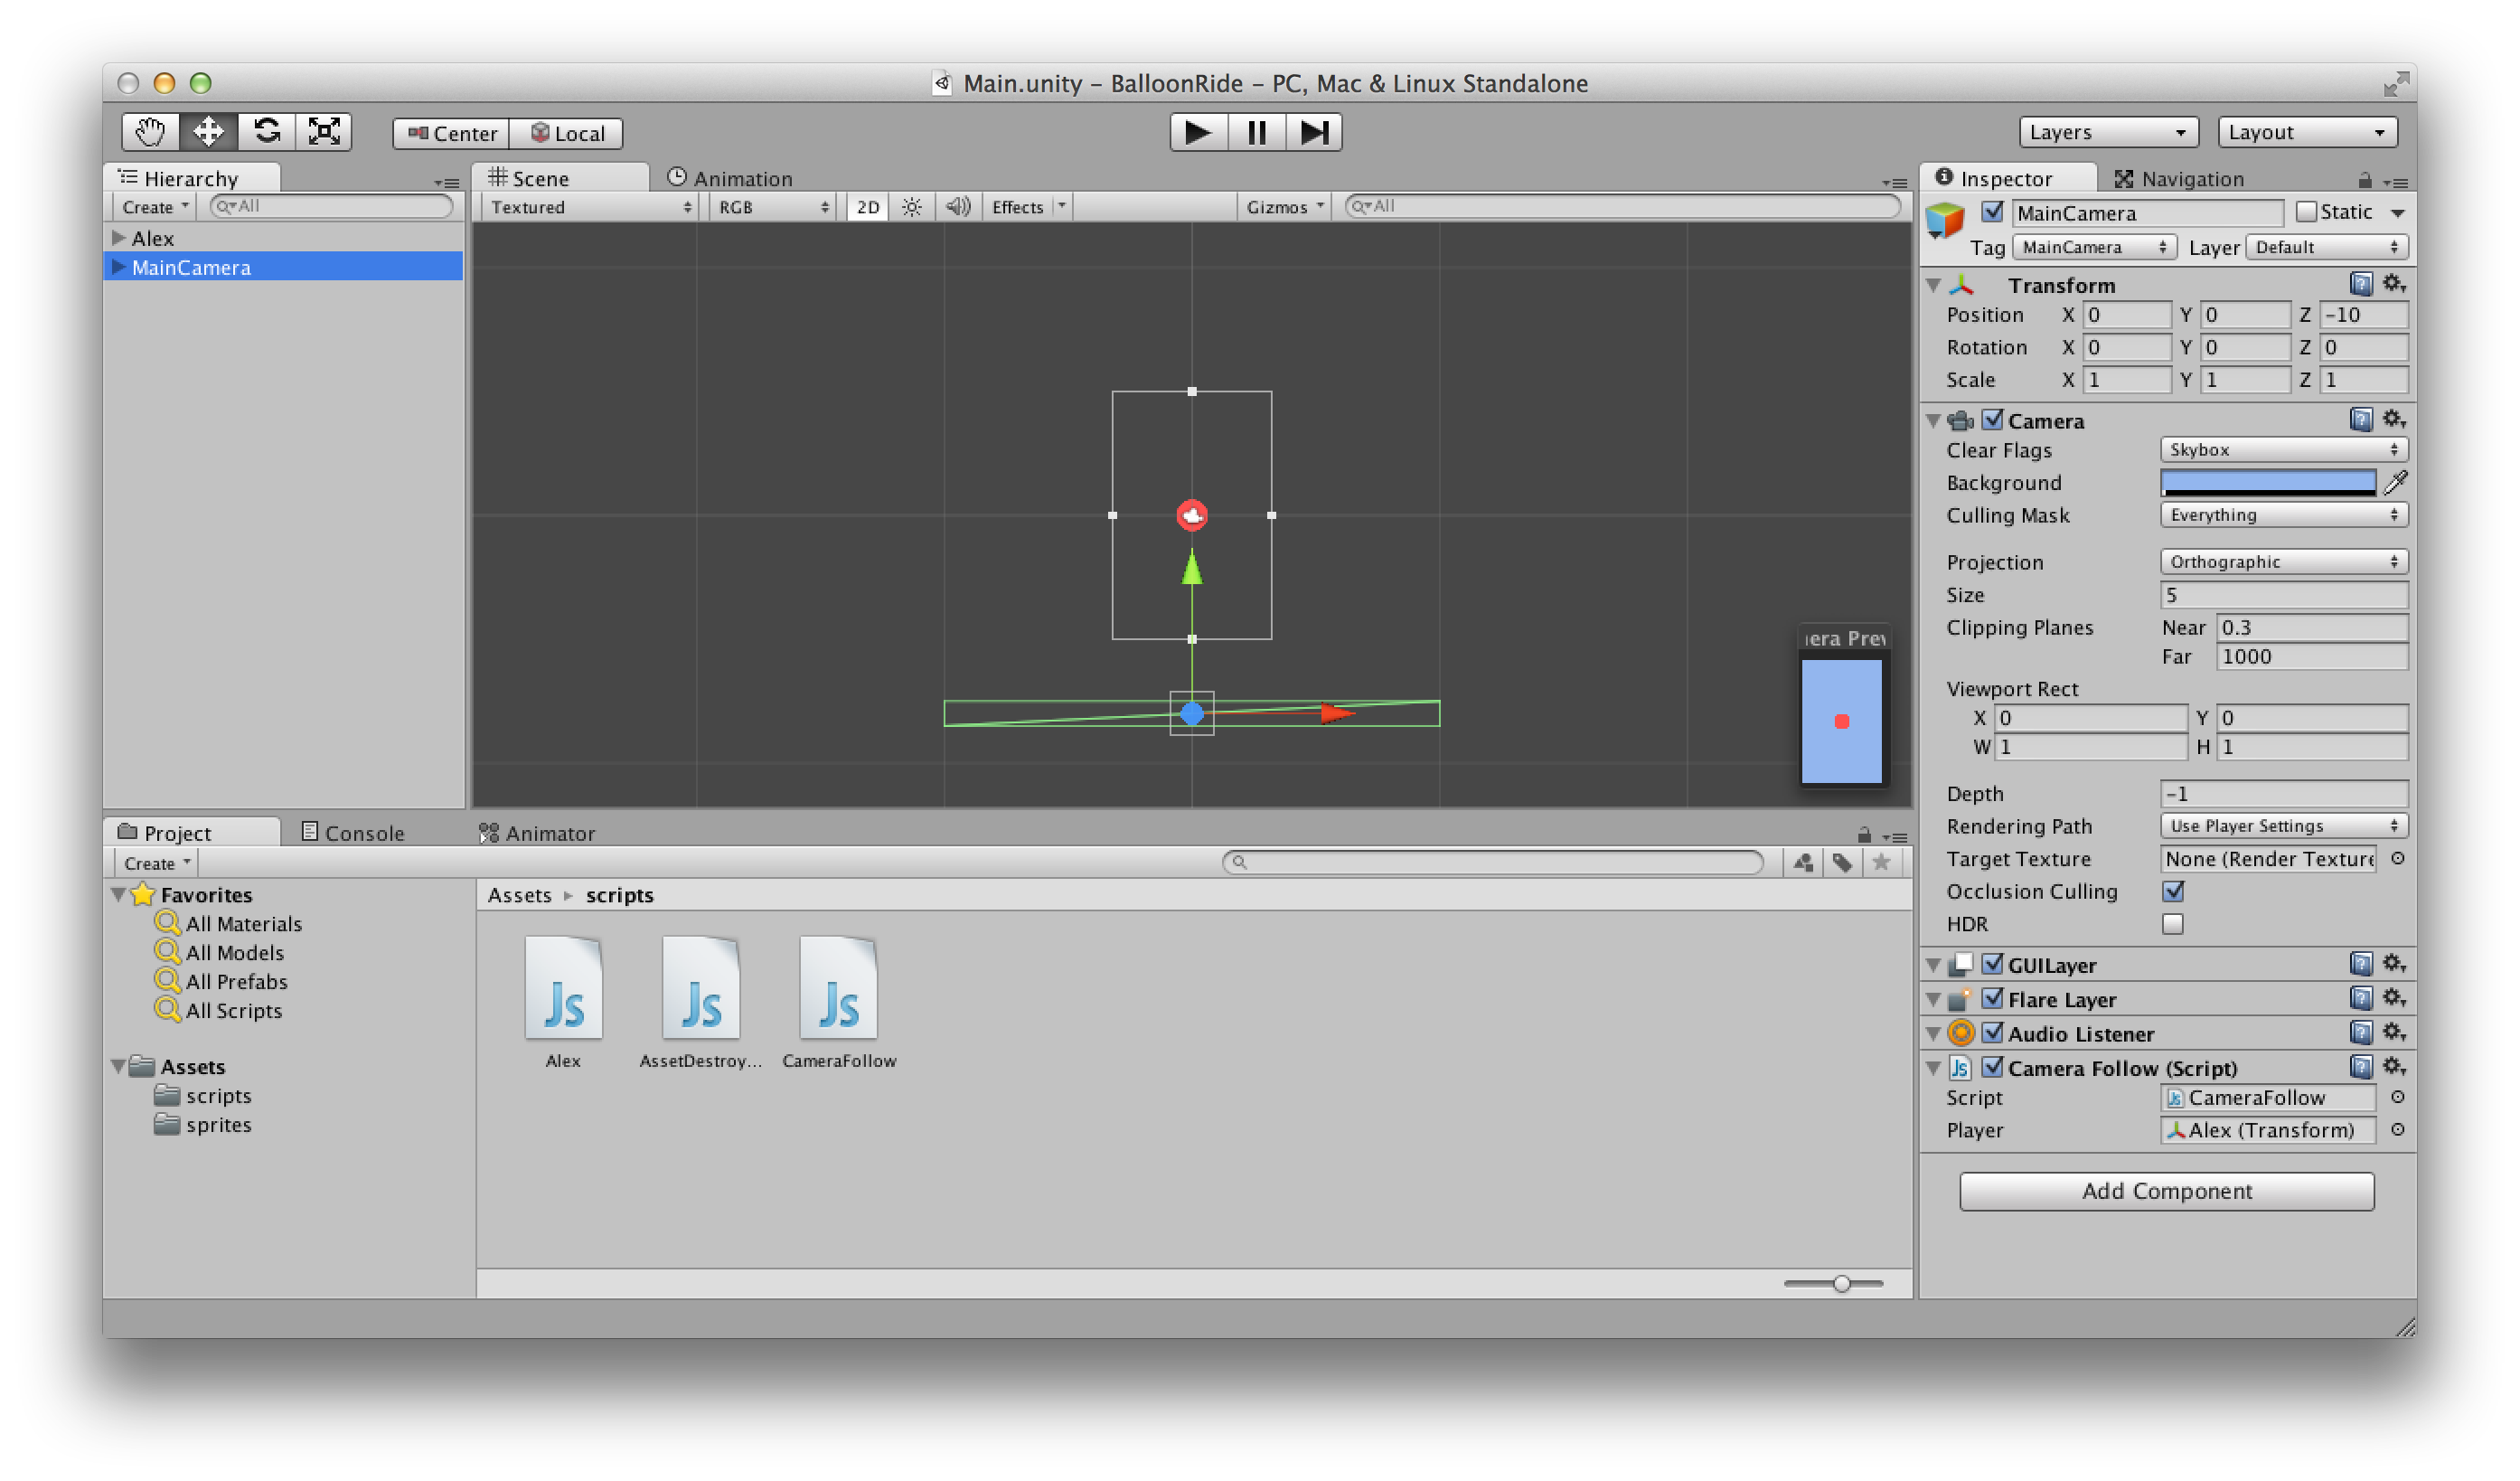 Main.unity – BalloonRide – PC, Mac & Linux Standalone
Center Local
Layers Layout
Hierarchy
Create All
Alex
MainCamera
Scene Animation
Textured RGB 2D Effects Gizmos All
Inspector Navigation
MainCamera Static
Tag MainCamera Layer Default
Transform
Position X 0 Y 0 Z -10
Rotation X 0 Y 0 Z 0
Scale X 1 Y 1 Z 1
Camera
Clear Flags Skybox
Background
Culling Mask Everything
Projection Orthographic
Size 5
Clipping Planes Near 0.3
Far 1000
Viewport Rect
X 0 Y 0
W 1 H 1
Depth -1
Rendering Path Use Player Settings
Target Texture None (Render Texture
Occlusion Culling
HDR
GUILayer
Flare Layer
Audio Listener
Js Camera Follow (Script)
Script CameraFollow
Player Alex (Transform)
Add Component
era Prev
Project Console Animator
Create
Favorites
All Materials
All Models
All Prefabs
All Scripts
Assets
scripts
sprites
Assets ▸ scripts
Js Js Js
Alex AssetDestroy... CameraFollow